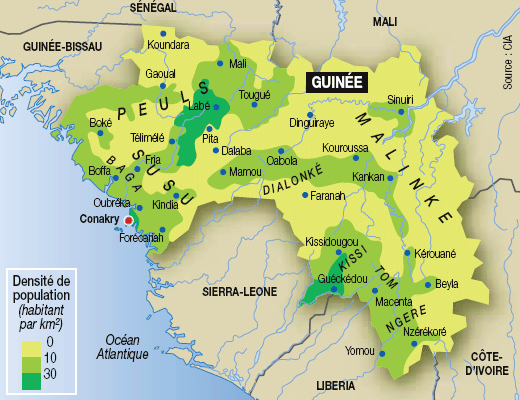 SÉNÉGAL
MALI
GUINÉE-BISSAU
Source : CIA
Koundara
Mali
Gaoual
GUINÉE
Tougué
PEULS
Labé
Sinuiri
Boké
Dinguiraye
Télimélé
Pita
MALINKE
Dalaba
Oabola
Kouroussa
Fria
Boffa
BAGA
SUSU
Mamou
DIALONKÉ
Kankan
Oubrêka
Kindia
Faranah
Conakry
Forécariah
Kissidougou
KISSI
Kérouané
TOM
Densité de
population
(habitant
par km²)
SIERRA-LEONE
Guéckédou
Beyla
Macenta
NGERE
0
10
30
Océan
Atlantique
Nzérékoré
Yomou
CÔTE-
D'IVOIRE
LIBERIA